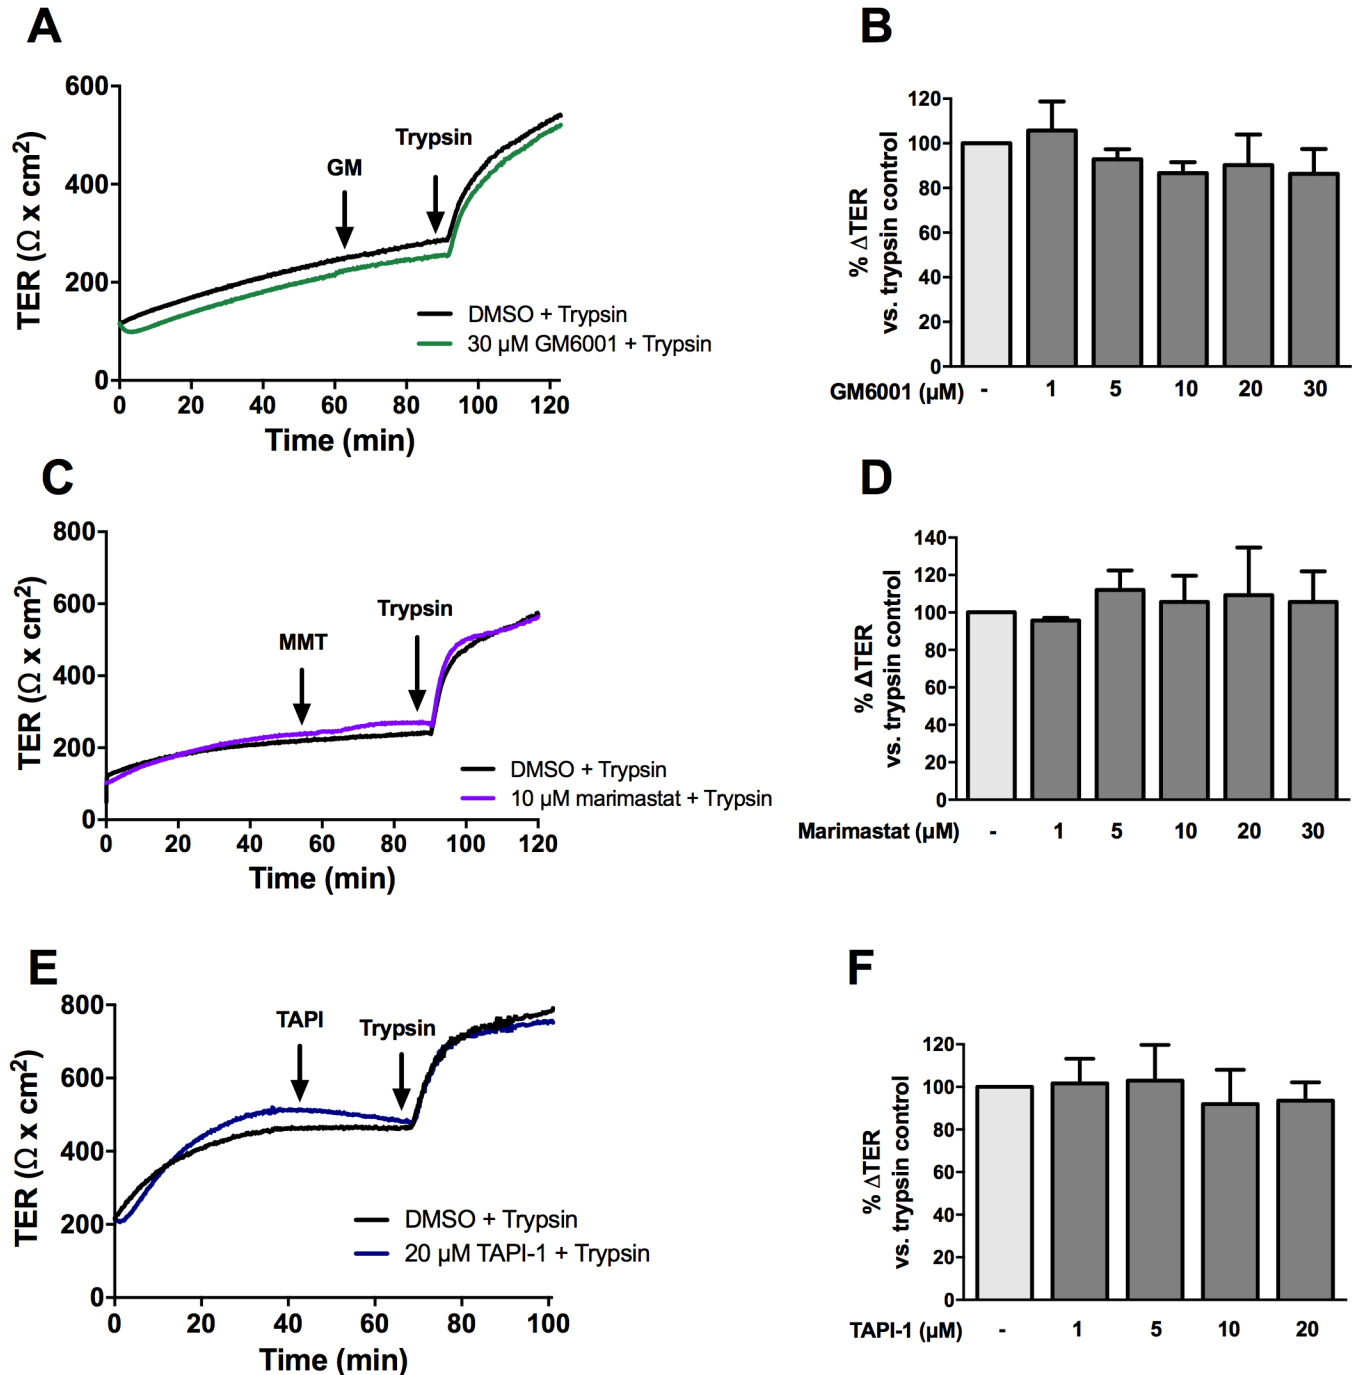 A
TER (Ω x cm²)
600
400
200
0
GM
Trypsin
DMSO + Trypsin
30 µM GM6001 + Trypsin
0 20 40 60 80 100 120
Time (min)
B
% ΔTER
vs. trypsin control
120
100
80
60
40
20
0
GM6001 (µM) - 1 5 10 20 30
C
TER (Ω x cm²)
800
600
400
200
0
MMT
Trypsin
DMSO + Trypsin
10 µM marimastat + Trypsin
0 20 40 60 80 100 120
Time (min)
D
% ΔTER
vs. trypsin control
140
120
100
80
60
40
20
0
Marimastat (µM) - 1 5 10 20 30
E
TER (Ω x cm²)
800
600
400
200
0
TAPI
Trypsin
DMSO + Trypsin
20 µM TAPI-1 + Trypsin
0 20 40 60 80 100
Time (min)
F
% ΔTER
vs. trypsin control
120
100
80
60
40
20
0
TAPI-1 (µM) - 1 5 10 20